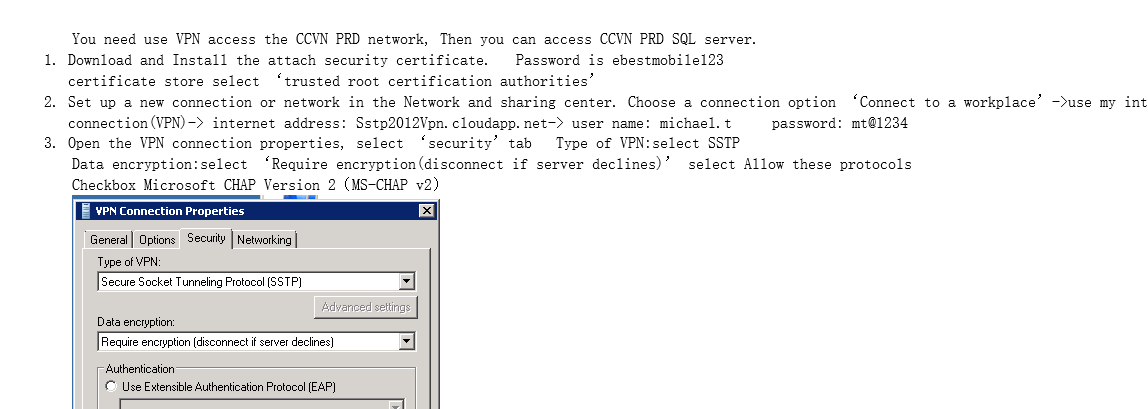 You need use VPN access the CCVN PRD network, Then you can access CCVN PRD SQL server.
1. Download and Install the attach security certificate. Password is ebestmobile123
certificate store select ‘trusted root certification authorities’
2. Set up a new connection or network in the Network and sharing center. Choose a connection option ‘Connect to a workplace’->use my int
connection(VPN)-> internet address: Sstp2012Vpn.cloudapp.net-> user name: michael.t password: mt@1234
3. Open the VPN connection properties, select ‘security’ tab Type of VPN:select SSTP
Data encryption:select ‘Require encryption(disconnect if server declines)’ select Allow these protocols
Checkbox Microsoft CHAP Version 2 (MS-CHAP v2)
VPN Connection Properties
General Options Security Networking
Type of VPN:
Secure Socket Tunneling Protocol (SSTP)
Advanced settings
Data encryption:
Require encryption (disconnect if server declines)
Authentication
Use Extensible Authentication Protocol (EAP)